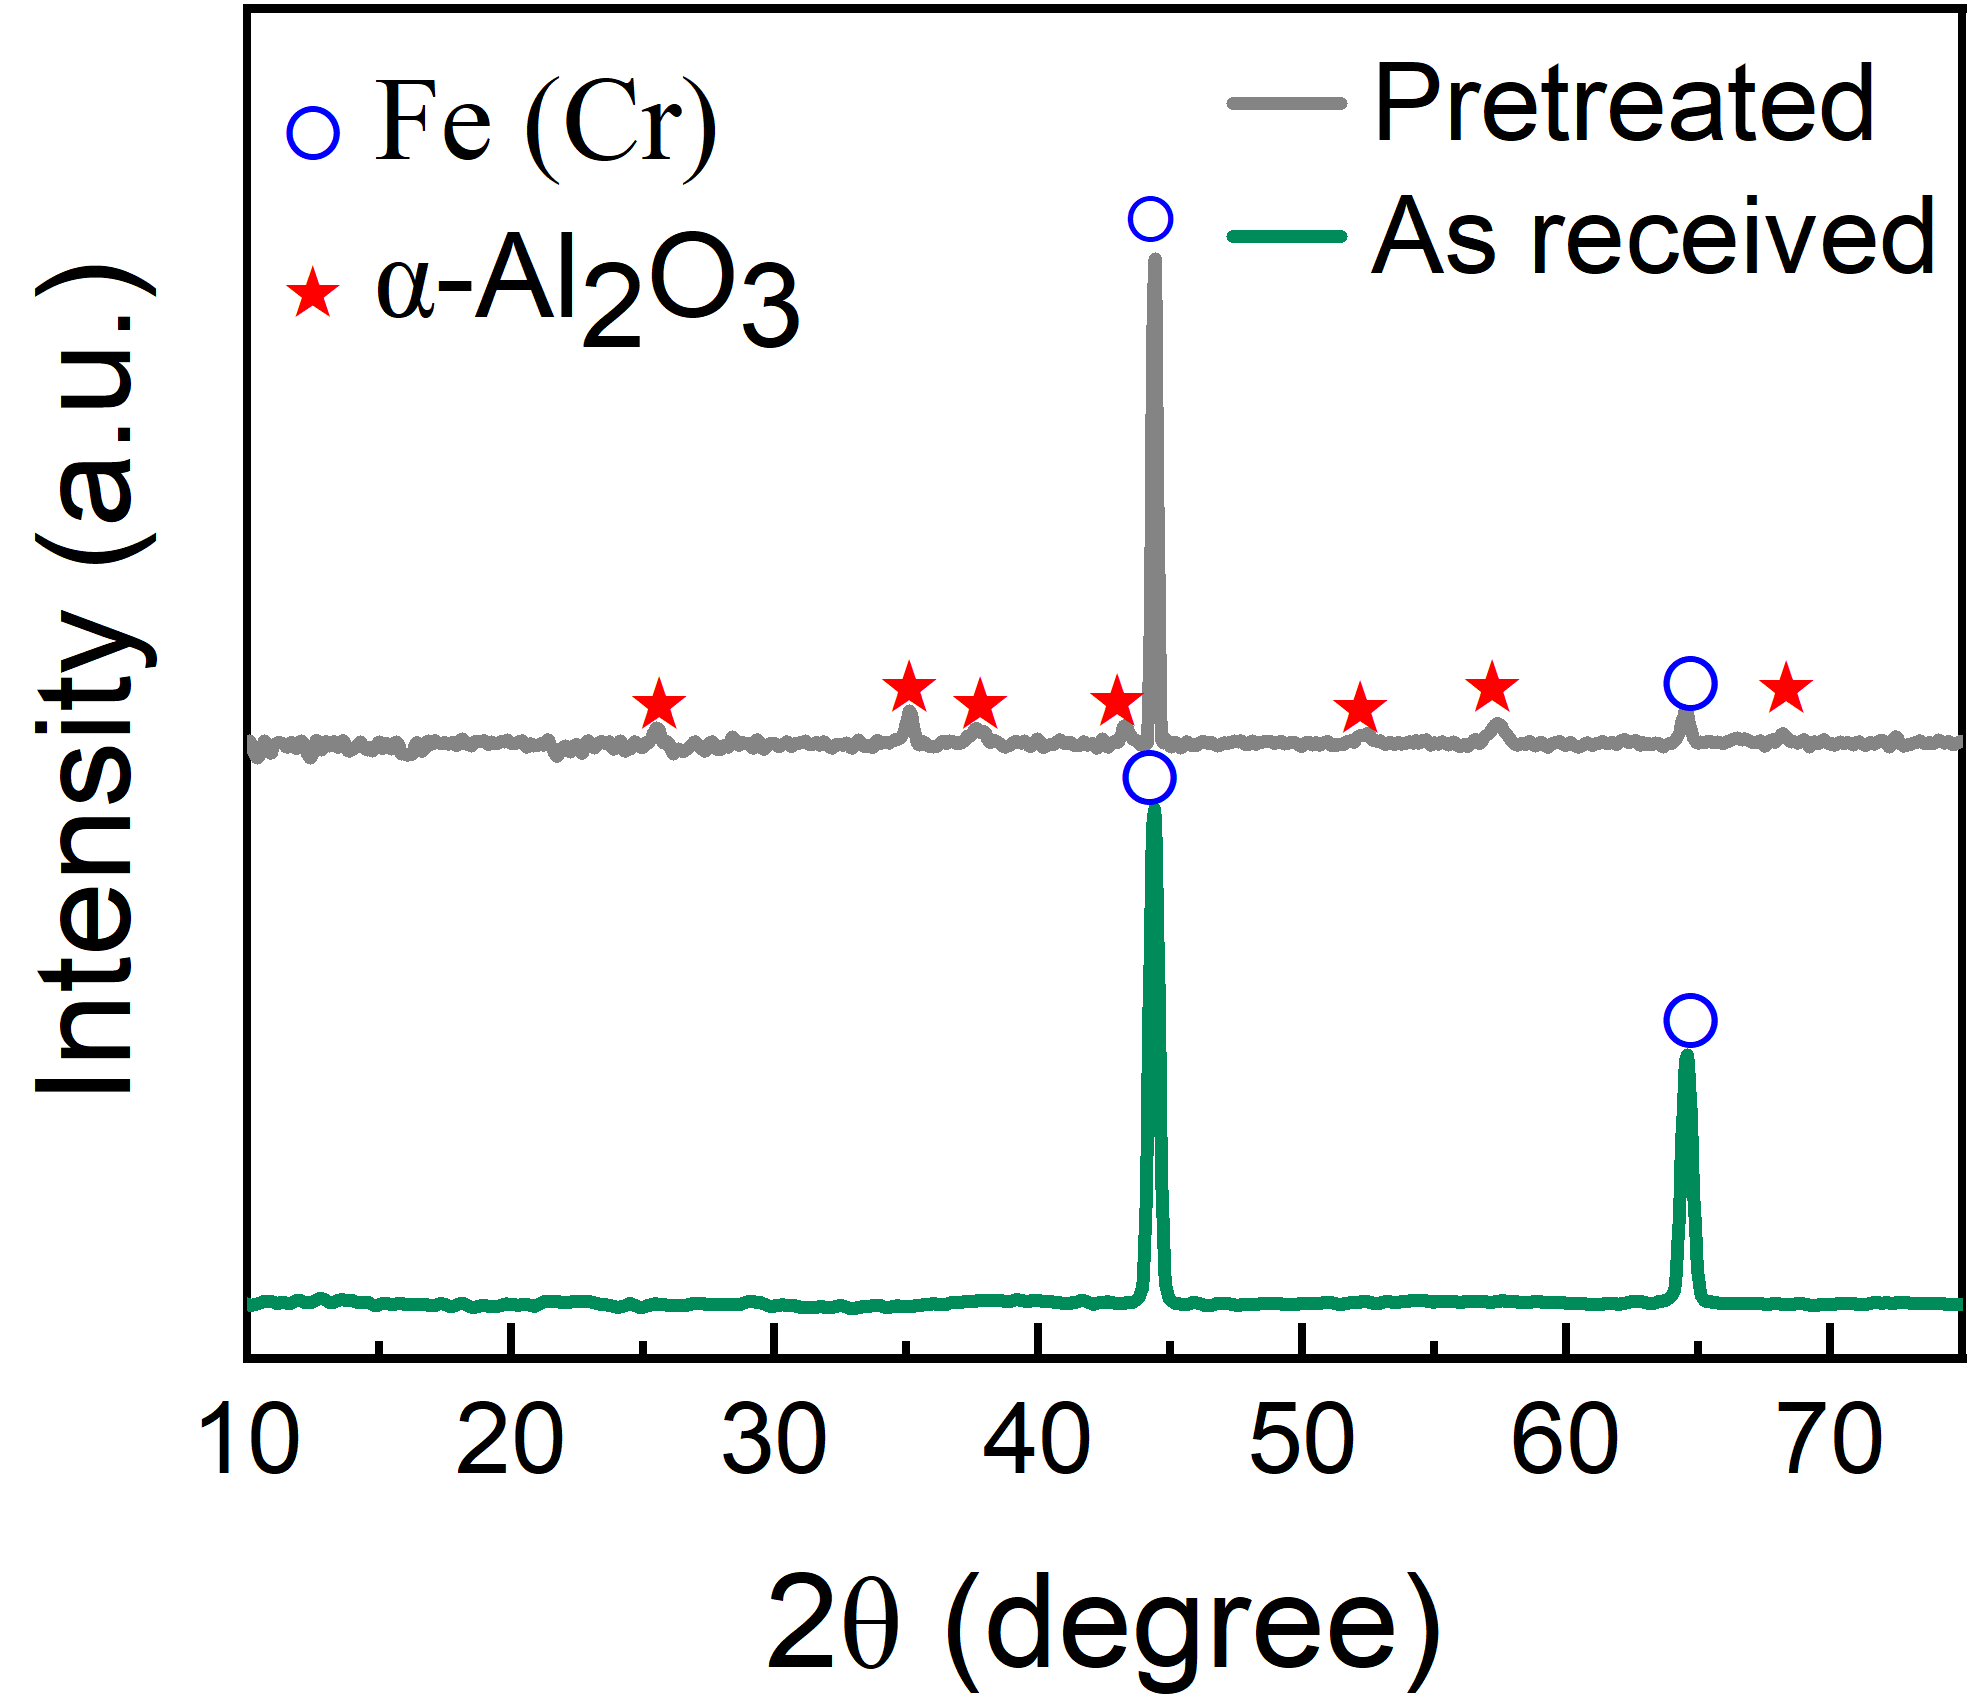 Fe (Cr)
α-Al₂O₃
Pretreated
As received
Intensity (a.u.)
10 20 30 40 50 60 70
2θ (degree)